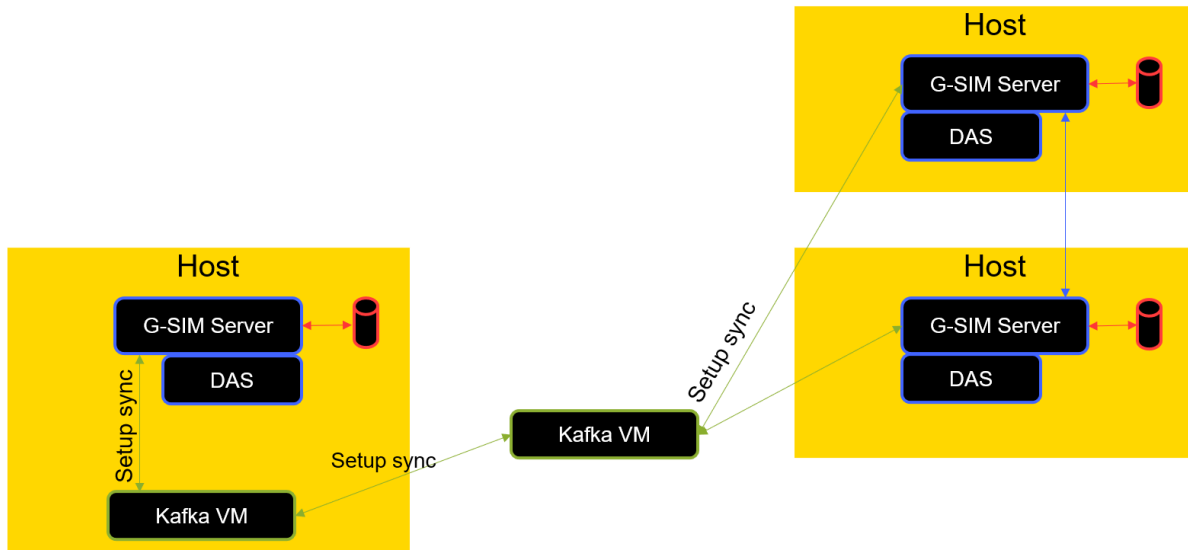 Host
G-SIM Server
DAS
Host
G-SIM Server
DAS
Setup sync
Kafka VM
Setup sync
Kafka VM
Setup sync
Host
G-SIM Server
DAS